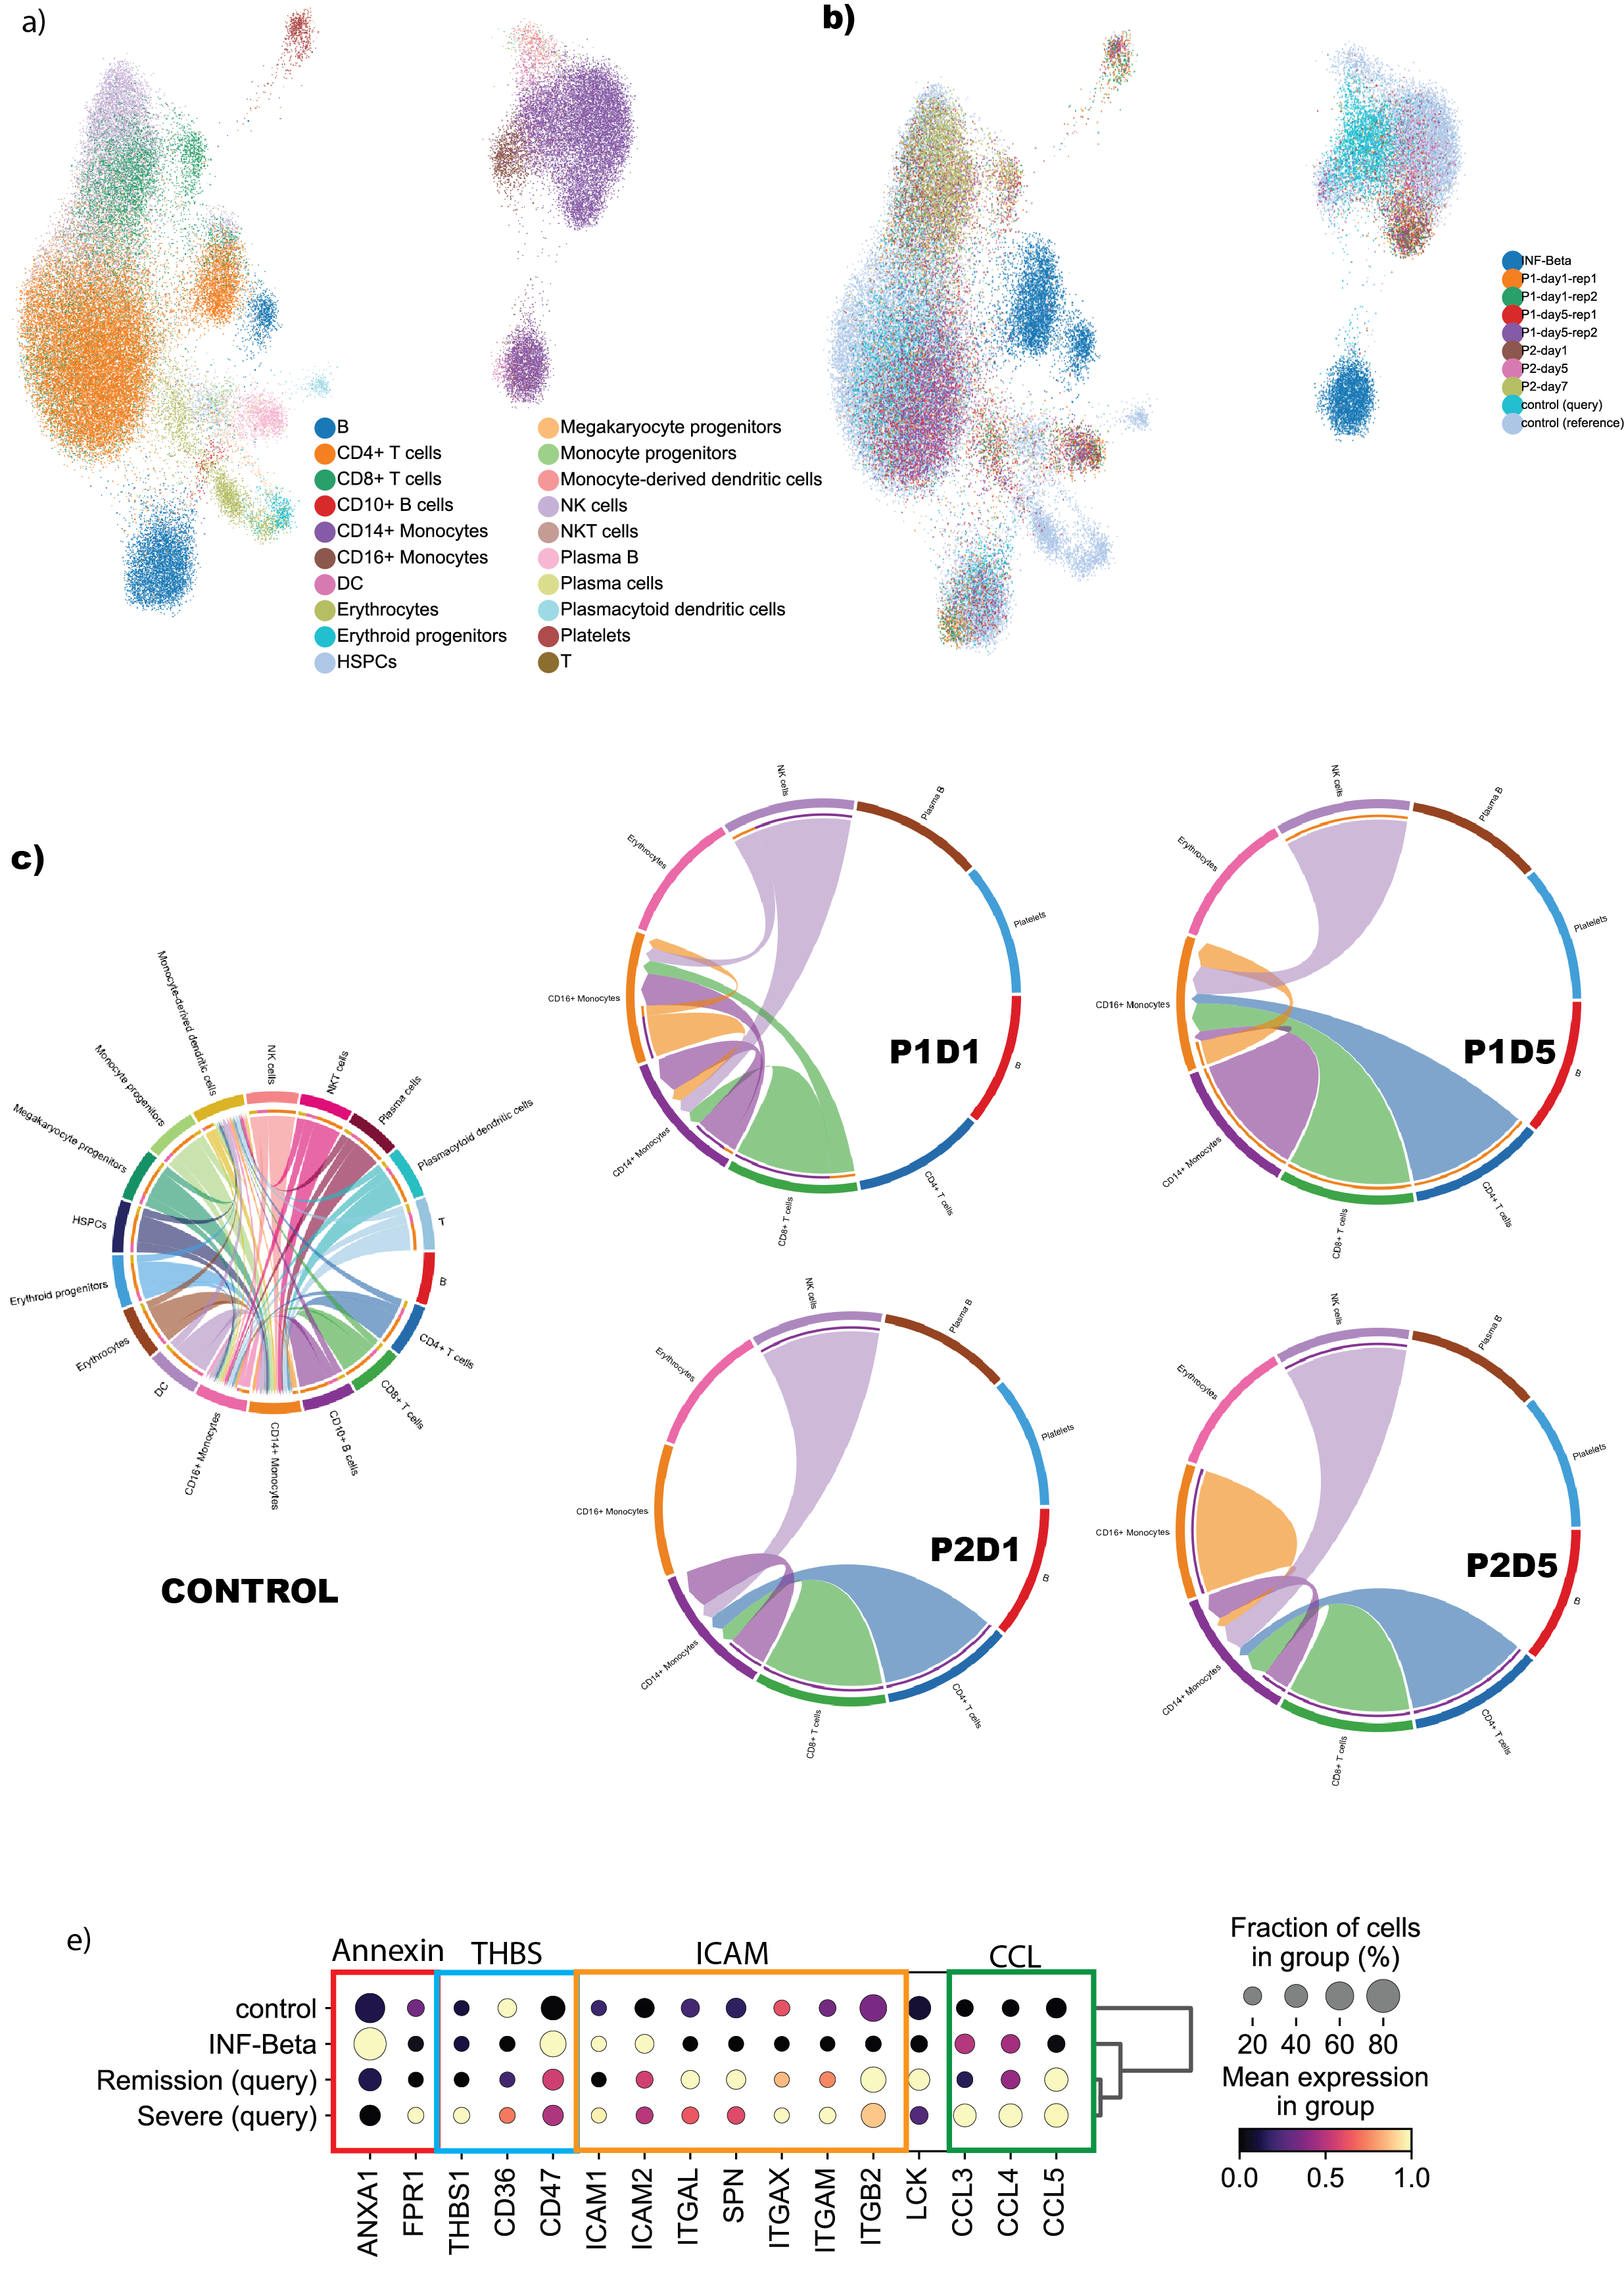 a)
b)
B
CD4+ T cells
CD8+ T cells
CD10+ B cells
CD14+ Monocytes
CD16+ Monocytes
DC
Erythrocytes
Erythroid progenitors
HSPCs
Megakaryocyte progenitors
Monocyte progenitors
Monocyte-derived dendritic cells
NK cells
NKT cells
Plasma B
Plasma cells
Plasmacytoid dendritic cells
Platelets
T
INF-Beta
P1-day1-rep1
P1-day1-rep2
P1-day5-rep1
P1-day5-rep2
P2-day1
P2-day5
P2-day7
control (query)
control (reference)
c)
Monocyte-derived dendritic cells
NK cells
NKT cells
Plasma cells
Plasmacytoid dendritic cells
T
B
CD4+ T cells
CD8+ T cells
CD10+ B cells
CD14+ Monocytes
CD16+ Monocytes
DC
Erythrocytes
Erythroid progenitors
HSPCs
Megakaryocyte progenitors
Monocyte progenitors
CONTROL
NK cells
Plasma B
Platelets
B
CD4+ T cells
CD8+ T cells
CD14+ Monocytes
CD16+ Monocytes
Erythrocytes
P1D1
NK cells
Plasma B
Platelets
B
CD4+ T cells
CD8+ T cells
CD14+ Monocytes
CD16+ Monocytes
Erythrocytes
P1D5
NK cells
Plasma B
Platelets
B
CD4+ T cells
CD8+ T cells
CD14+ Monocytes
CD16+ Monocytes
Erythrocytes
P2D1
NK cells
Plasma B
Platelets
B
CD4+ T cells
CD8+ T cells
CD14+ Monocytes
CD16+ Monocytes
Erythrocytes
P2D5
e)
Annexin THBS ICAM CCL
control
INF-Beta
Remission (query)
Severe (query)
ANXA1
FPR1
THBS1
CD36
CD47
ICAM1
ICAM2
ITGAL
SPN
ITGAX
ITGAM
ITGB2
LCK
CCL3
CCL4
CCL5
Fraction of cells
in group (%)
20 40 60 80
Mean expression
in group
0.0 0.5 1.0